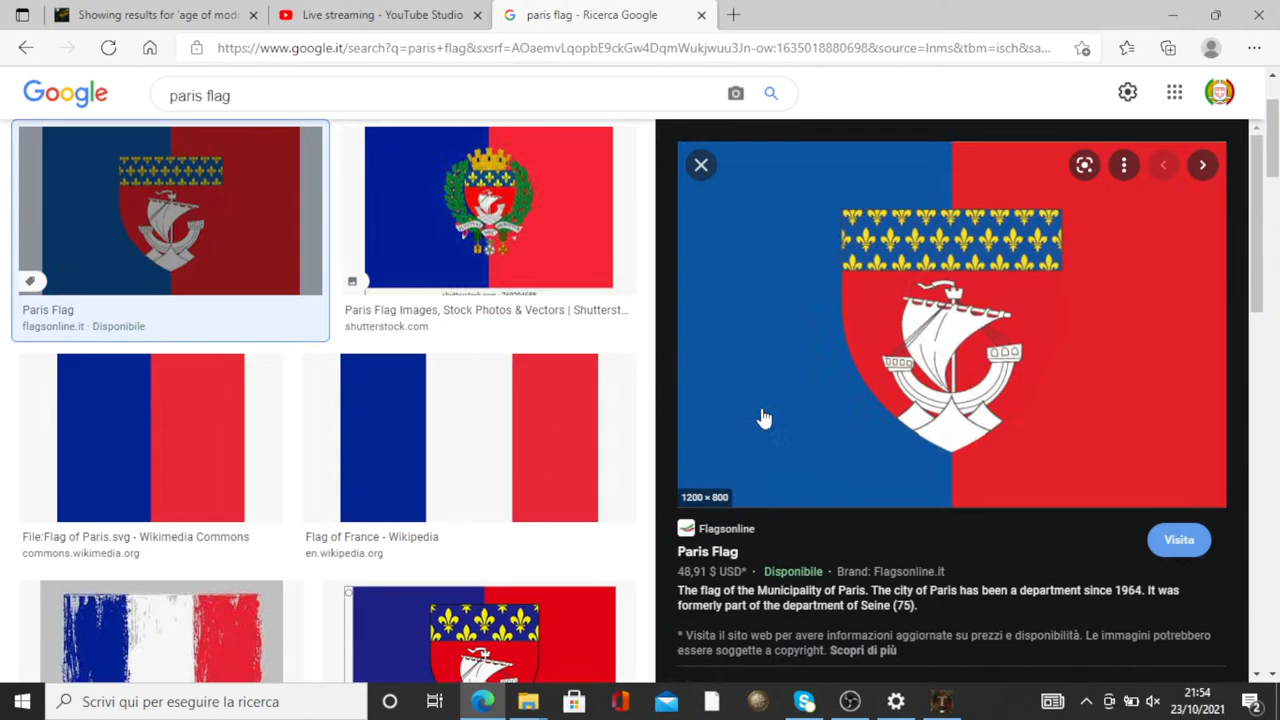 Showing results for 'age of mod
Live streaming - YouTube Studio
paris flag - Ricerca Google
https://www.google.it/search?q=paris+flag&sxsrf=AOaemvLqopbE9ckGw4DqmWukjwuu3Jn-ow:1635018880698&source=lnms&tbm=isch&sa...
Google
paris flag
Paris Flag
flagsonline.it · Disponibile
Paris Flag Images, Stock Photos & Vectors | Shutterst...
shutterstock.com
File:Flag of Paris.svg - Wikimedia Commons
commons.wikimedia.org
Flag of France - Wikipedia
en.wikipedia.org
1200 × 800
Flagsonline
Visita
Paris Flag
48,91 $ USD* · Disponibile · Brand: Flagsonline.it
The flag of the Municipality of Paris. The city of Paris has been a department since 1964. It was
formerly part of the department of Seine (75).
* Visita il sito web per avere informazioni aggiornate su prezzi e disponibilità. Le immagini potrebbero
essere soggette a copyright. Scopri di più
Scrivi qui per eseguire la ricerca
21:54
23/10/2021
2